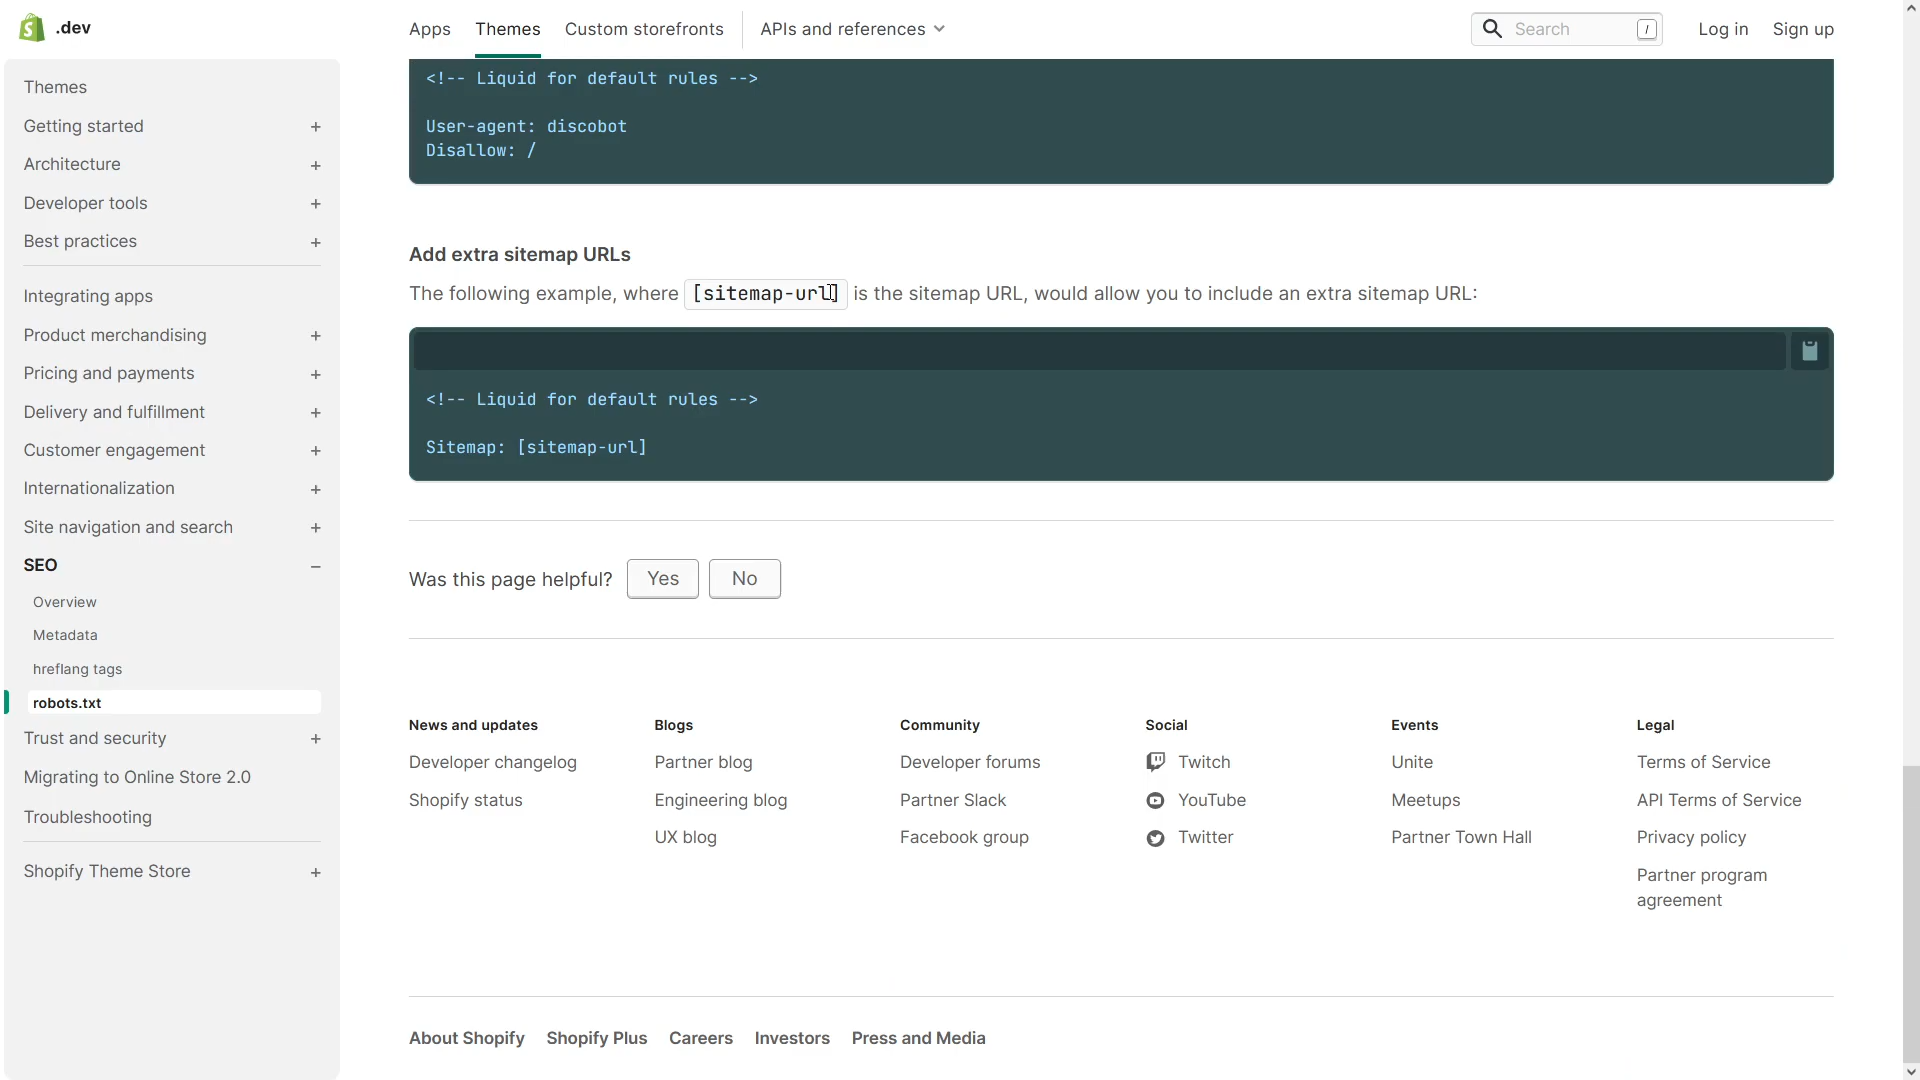 .dev
Apps
Themes
Custom storefronts
APIs and references
Search
/
Log in
Sign up
Themes
Getting started
Architecture
Developer tools
Best practices
Integrating apps
Product merchandising
Pricing and payments
Delivery and fulfillment
Customer engagement
Internationalization
Site navigation and search
SEO
Overview
Metadata
hreflang tags
robots.txt
Trust and security
Migrating to Online Store 2.0
Troubleshooting
Shopify Theme Store
<!-- Liquid for default rules -->
User-agent: discobot
Disallow: /
Add extra sitemap URLs
The following example, where [sitemap-url] is the sitemap URL, would allow you to include an extra sitemap URL:
<!-- Liquid for default rules -->
Sitemap: [sitemap-url]
Was this page helpful? Yes No
News and updates
Developer changelog
Shopify status
Blogs
Partner blog
Engineering blog
UX blog
Community
Developer forums
Partner Slack
Facebook group
Social
Twitch
YouTube
Twitter
Events
Unite
Meetups
Partner Town Hall
Legal
Terms of Service
API Terms of Service
Privacy policy
Partner program
agreement
About Shopify
Shopify Plus
Careers
Investors
Press and Media